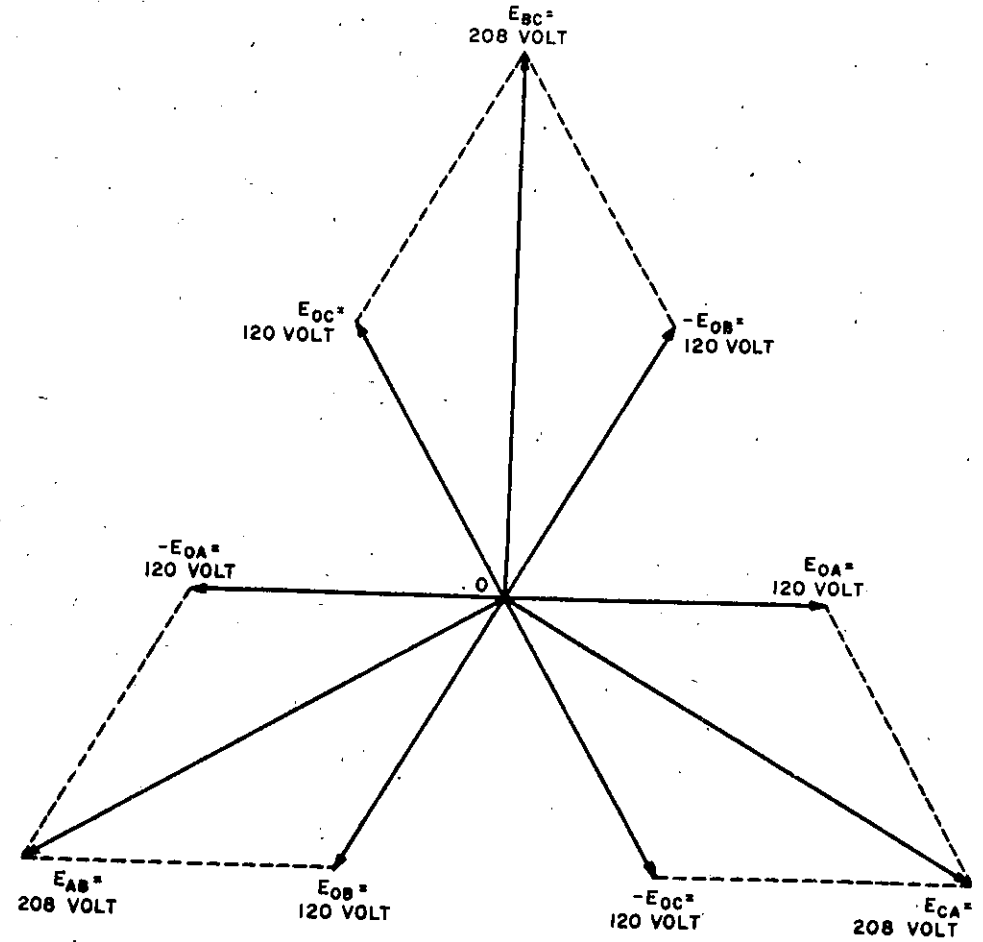 E_BC=
208 VOLT
E_OC=
120 VOLT
-E_OB=
120 VOLT
-E_OA=
120 VOLT
O
E_OA=
120 VOLT
E_AB=
208 VOLT
E_OB=
120 VOLT
-E_OC=
120 VOLT
E_CA=
208 VOLT